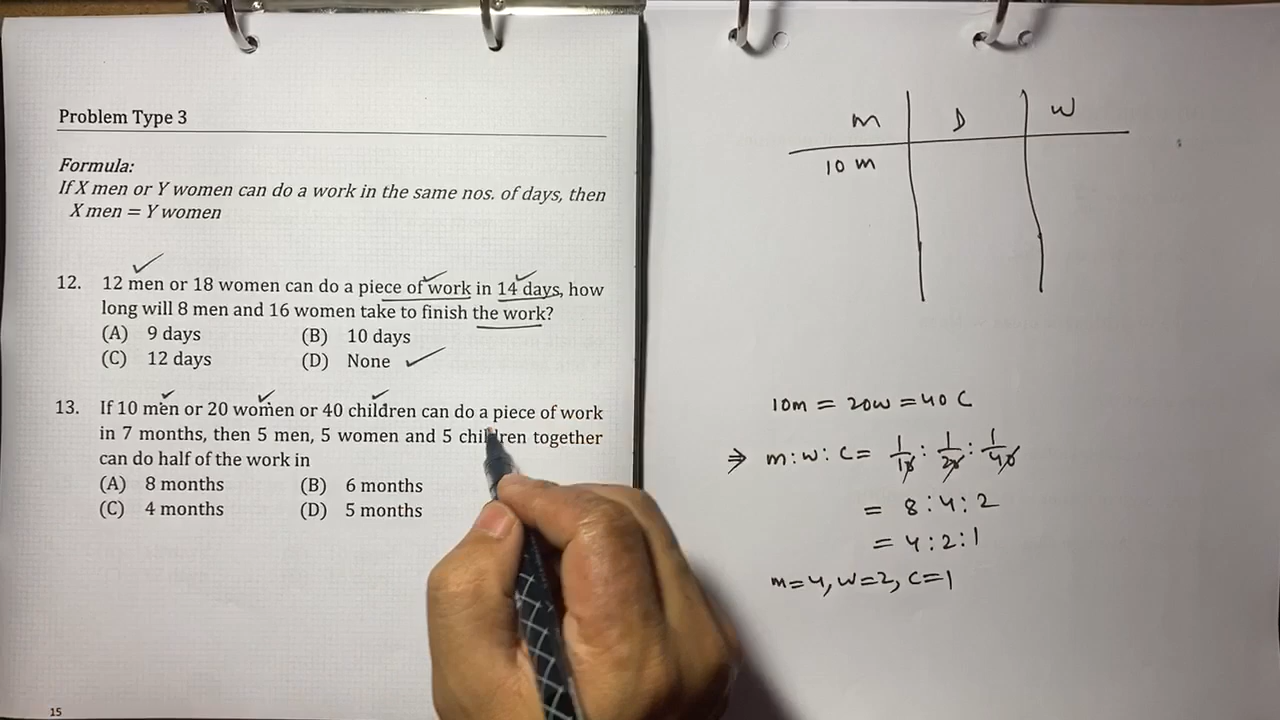 Problem Type 3
Formula:
If X men or Y women can do a work in the same nos. of days, then
X men = Y women
12. 12 men or 18 women can do a piece of work in 14 days, how
long will 8 men and 16 women take to finish the work?
(A) 9 days (B) 10 days
(C) 12 days (D) None
13. If 10 men or 20 women or 40 children can do a piece of work
in 7 months, then 5 men, 5 women and 5 children together
can do half of the work in
(A) 8 months (B) 6 months
(C) 4 months (D) 5 months
15
m D W
10 m
10m = 20w = 40 C
⇒ m : w : C = 1/10 : 1/20 : 1/40
= 8 : 4 : 2
= 4 : 2 : 1
m=4, w=2, c=1